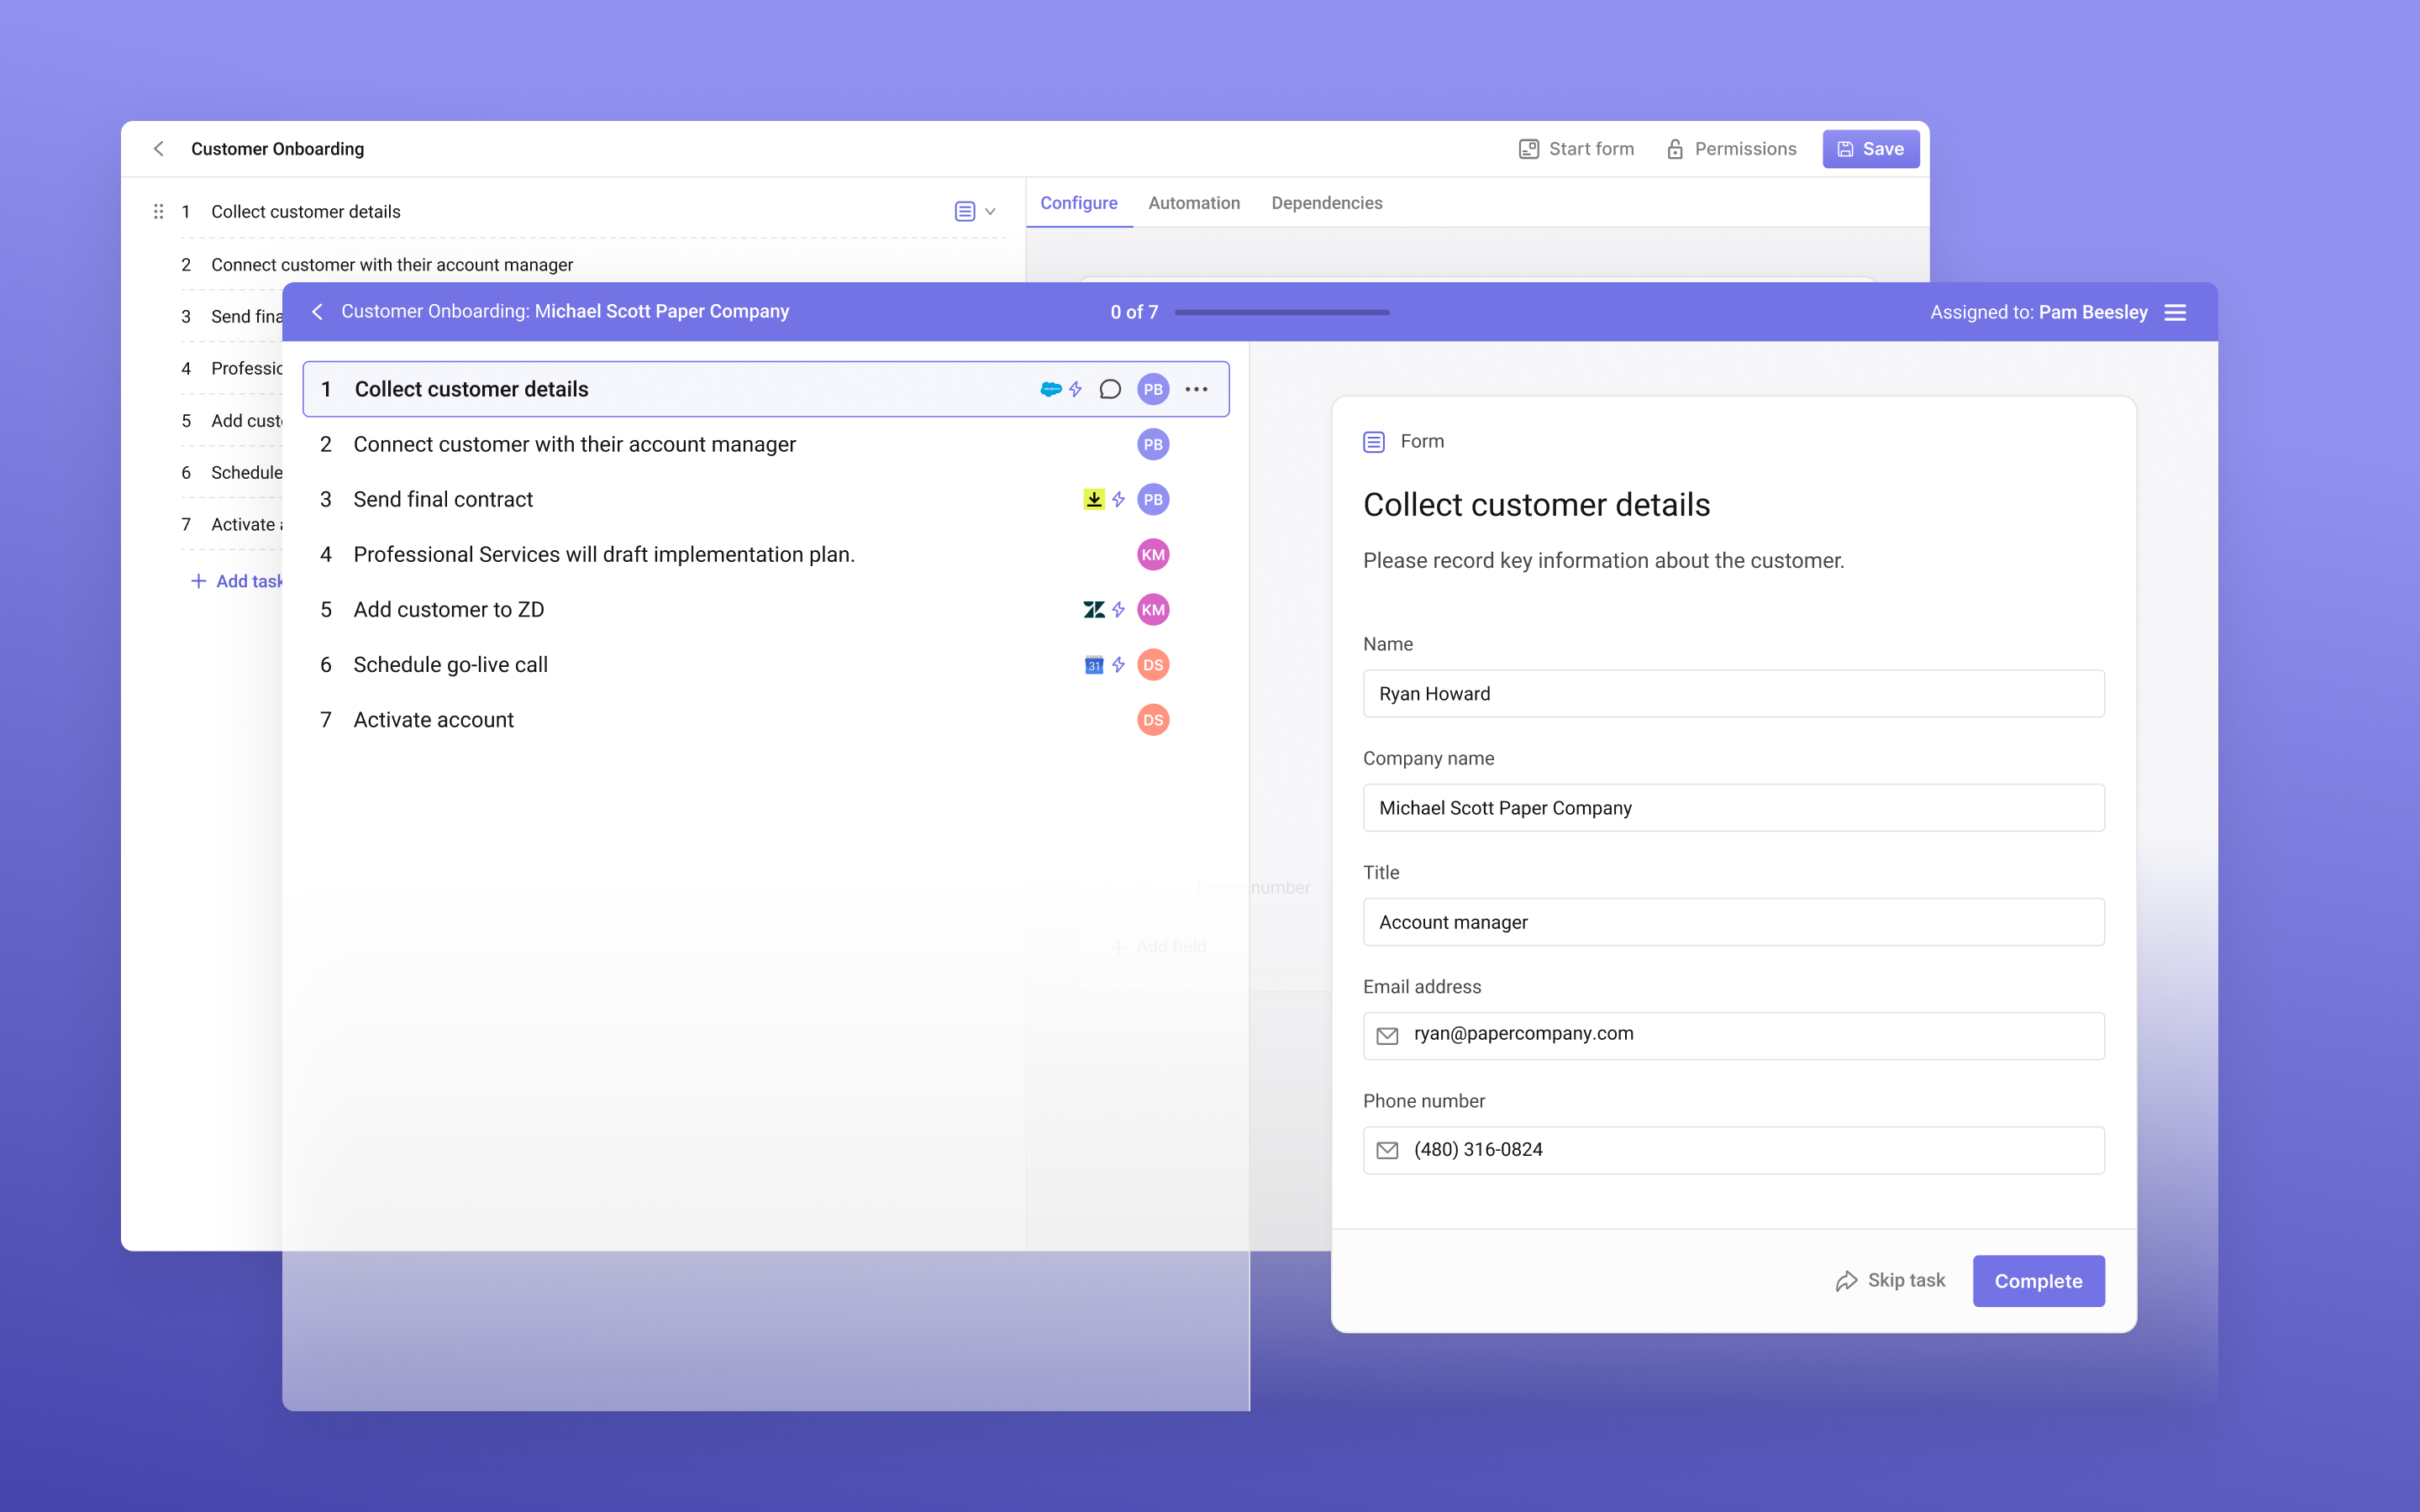 Customer Onboarding
Start form
Permissions
Save
1 Collect customer details
2 Connect customer with their account manager
3 Send fina
4 Professio
5 Add cust
6 Schedule
7 Activate
Add task
Configure Automation Dependencies
Customer Onboarding: Michael Scott Paper Company
0 of 7
Assigned to: Pam Beesley
1 Collect customer details PB
2 Connect customer with their account manager PB
3 Send final contract PB
4 Professional Services will draft implementation plan. KM
5 Add customer to ZD KM
6 Schedule go-live call 31 DS
7 Activate account DS
Phone number
Add field
Form
Collect customer details
Please record key information about the customer.
Name
Ryan Howard
Company name
Michael Scott Paper Company
Title
Account manager
Email address
ryan@papercompany.com
Phone number
(480) 316-0824
Skip task
Complete